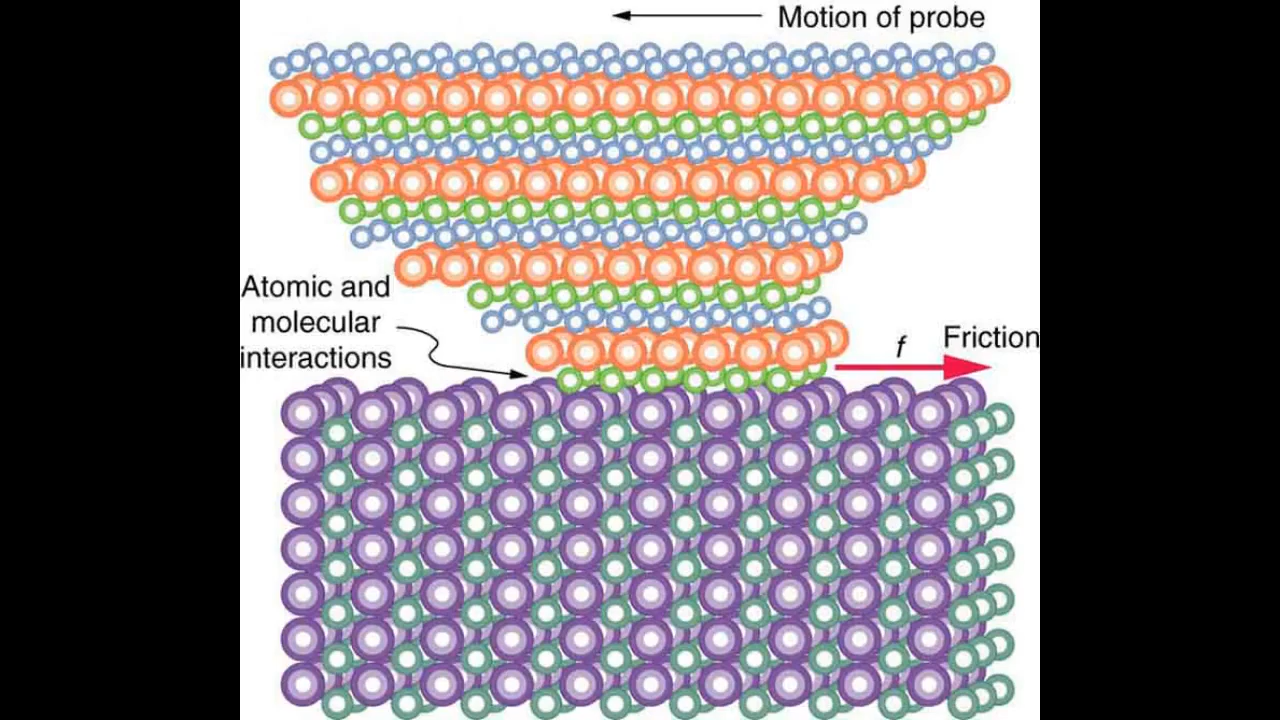 Motion of probe
Atomic and
molecular
interactions
f
Friction